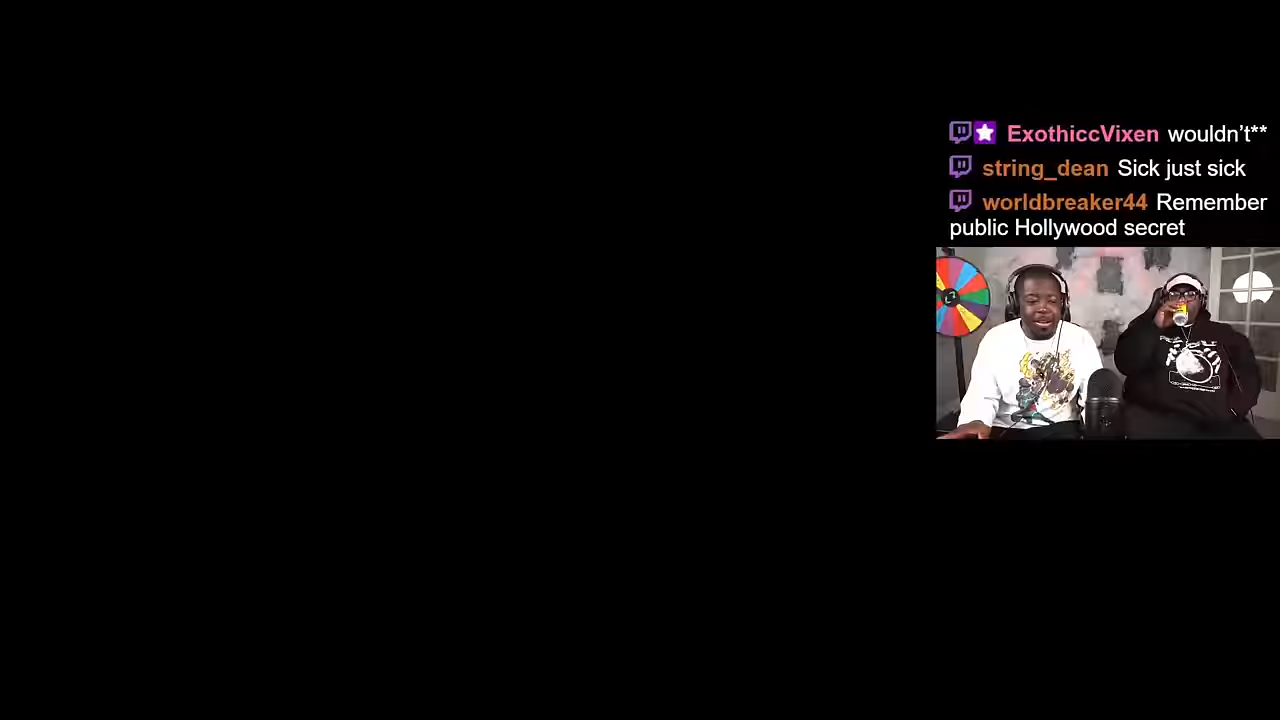 ExothiccVixen wouldn't**
string_dean Sick just sick
worldbreaker44 Remember
public Hollywood secret